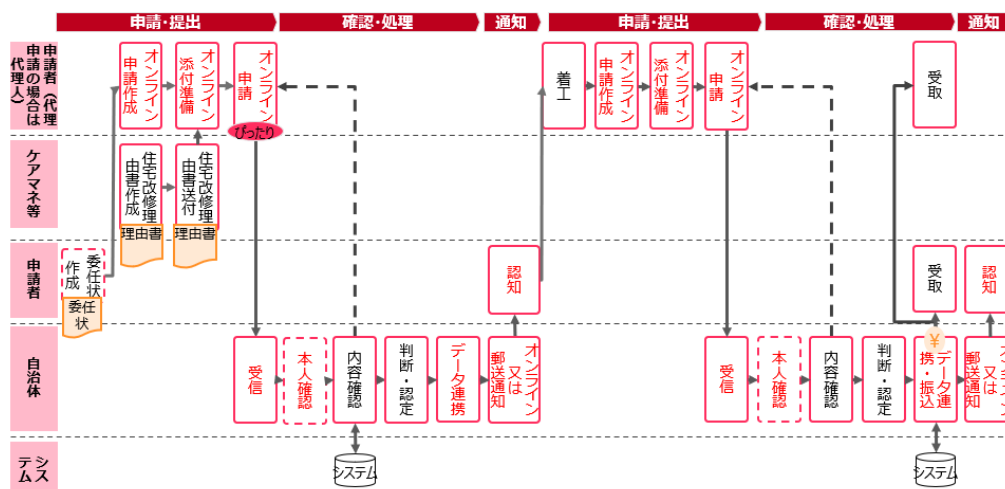 申請・提出
確認・処理
通知
申請・提出
確認・処理
通知
申請者（代理
申請の場合は
代理人）
オンライン
申請作成
オンライン
添付準備
オンライン
申請
ぴったり
着工
オンライン
申請作成
オンライン
添付準備
オンライン
申請
受取
ケアマネ等
住宅改修理
由書作成
理由書
住宅改修理
由書送付
理由書
申請者
委任状
作成
委任
状
認知
受取
認知
自治体
受信
本人確認
内容確認
判断・認定
データ連携
オンライン
又は
郵送通知
受信
本人確認
内容確認
判断・認定
¥
データ連
携・振込
オンライン
又は
郵送通知
シス
テム
システム
システム